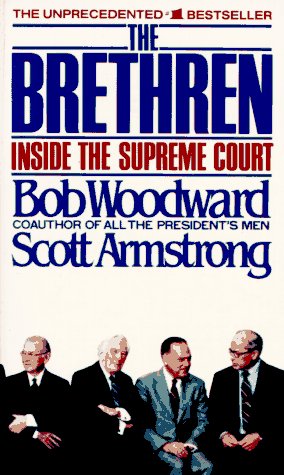 THE UNPRECEDENTED #1 BESTSELLER
THE
BRETHREN
INSIDE THE SUPREME COURT
Bob Woodward
COAUTHOR OF ALL THE PRESIDENT'S MEN
Scott Armstrong